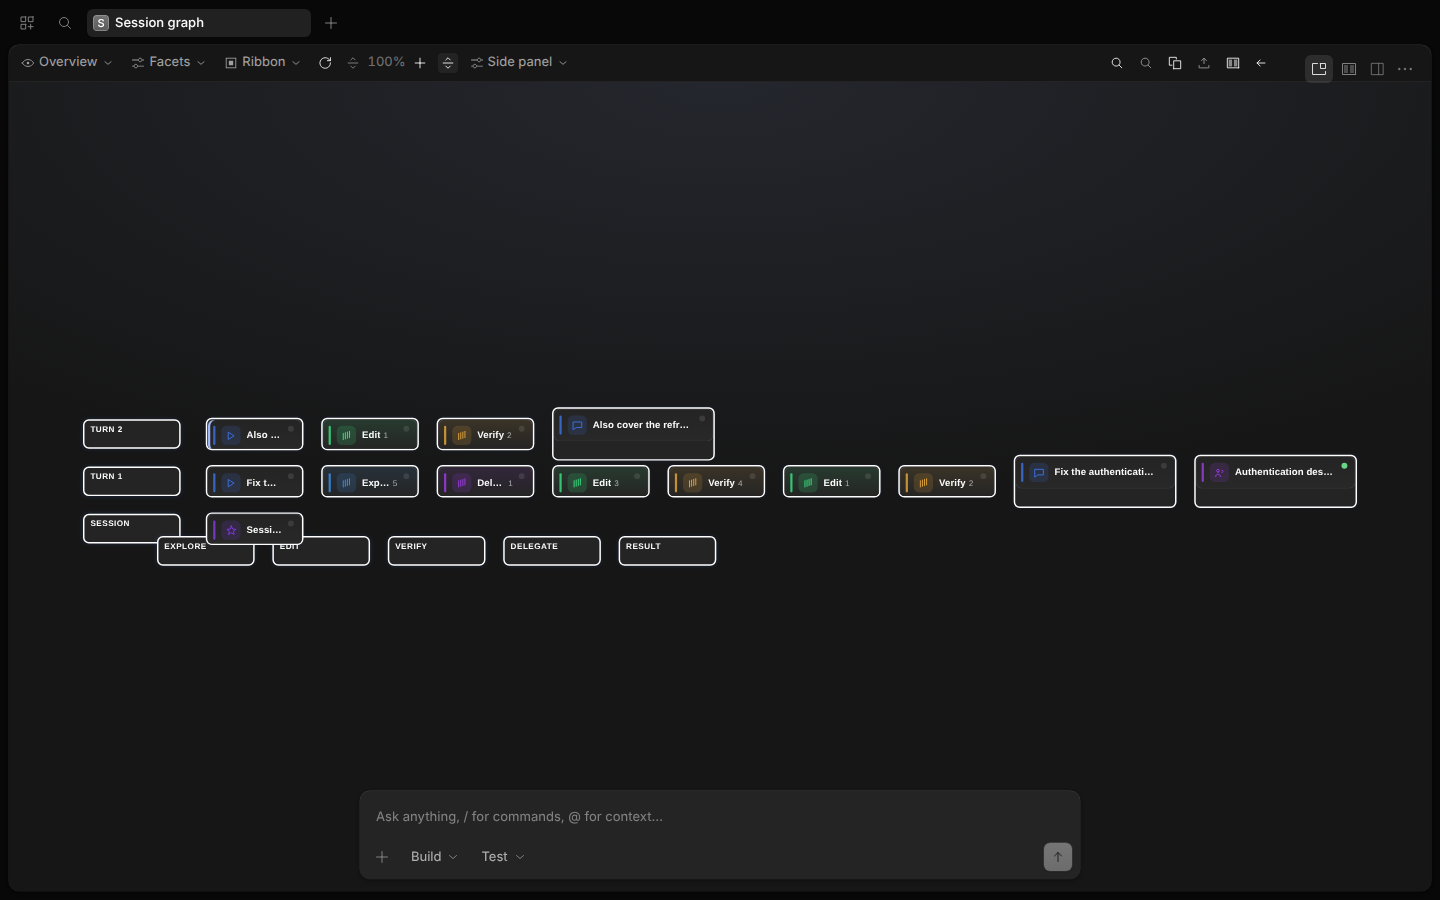 S Session graph
Overview Facets Ribbon 100% Side panel
TURN 2 Also ... Edit 1 Verify 2 Also cover the refr...
TURN 1 Fix t... Exp... 5 Del... 1 Edit 3 Verify 4 Edit 1 Verify 2 Fix the authenticati... Authentication des...
SESSION Sessi...
EXPLORE EDIT VERIFY DELEGATE RESULT
Ask anything, / for commands, @ for context...
Build Test